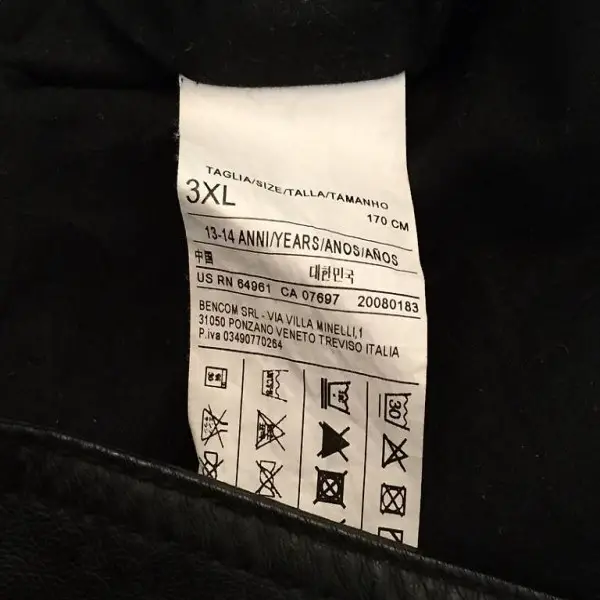 TAGLIA/SIZE/TALLA/TAMANHO
3XL
170 CM
13-14 ANNI/YEARS/ANOS/AÑOS
中国 대한민국
US RN 64961 CA 07697 20080183
BENCOM SRL - VIA VILLA MINELLI,1
31050 PONZANO VENETO TREVISO ITALIA
P.iva 03490770264
30